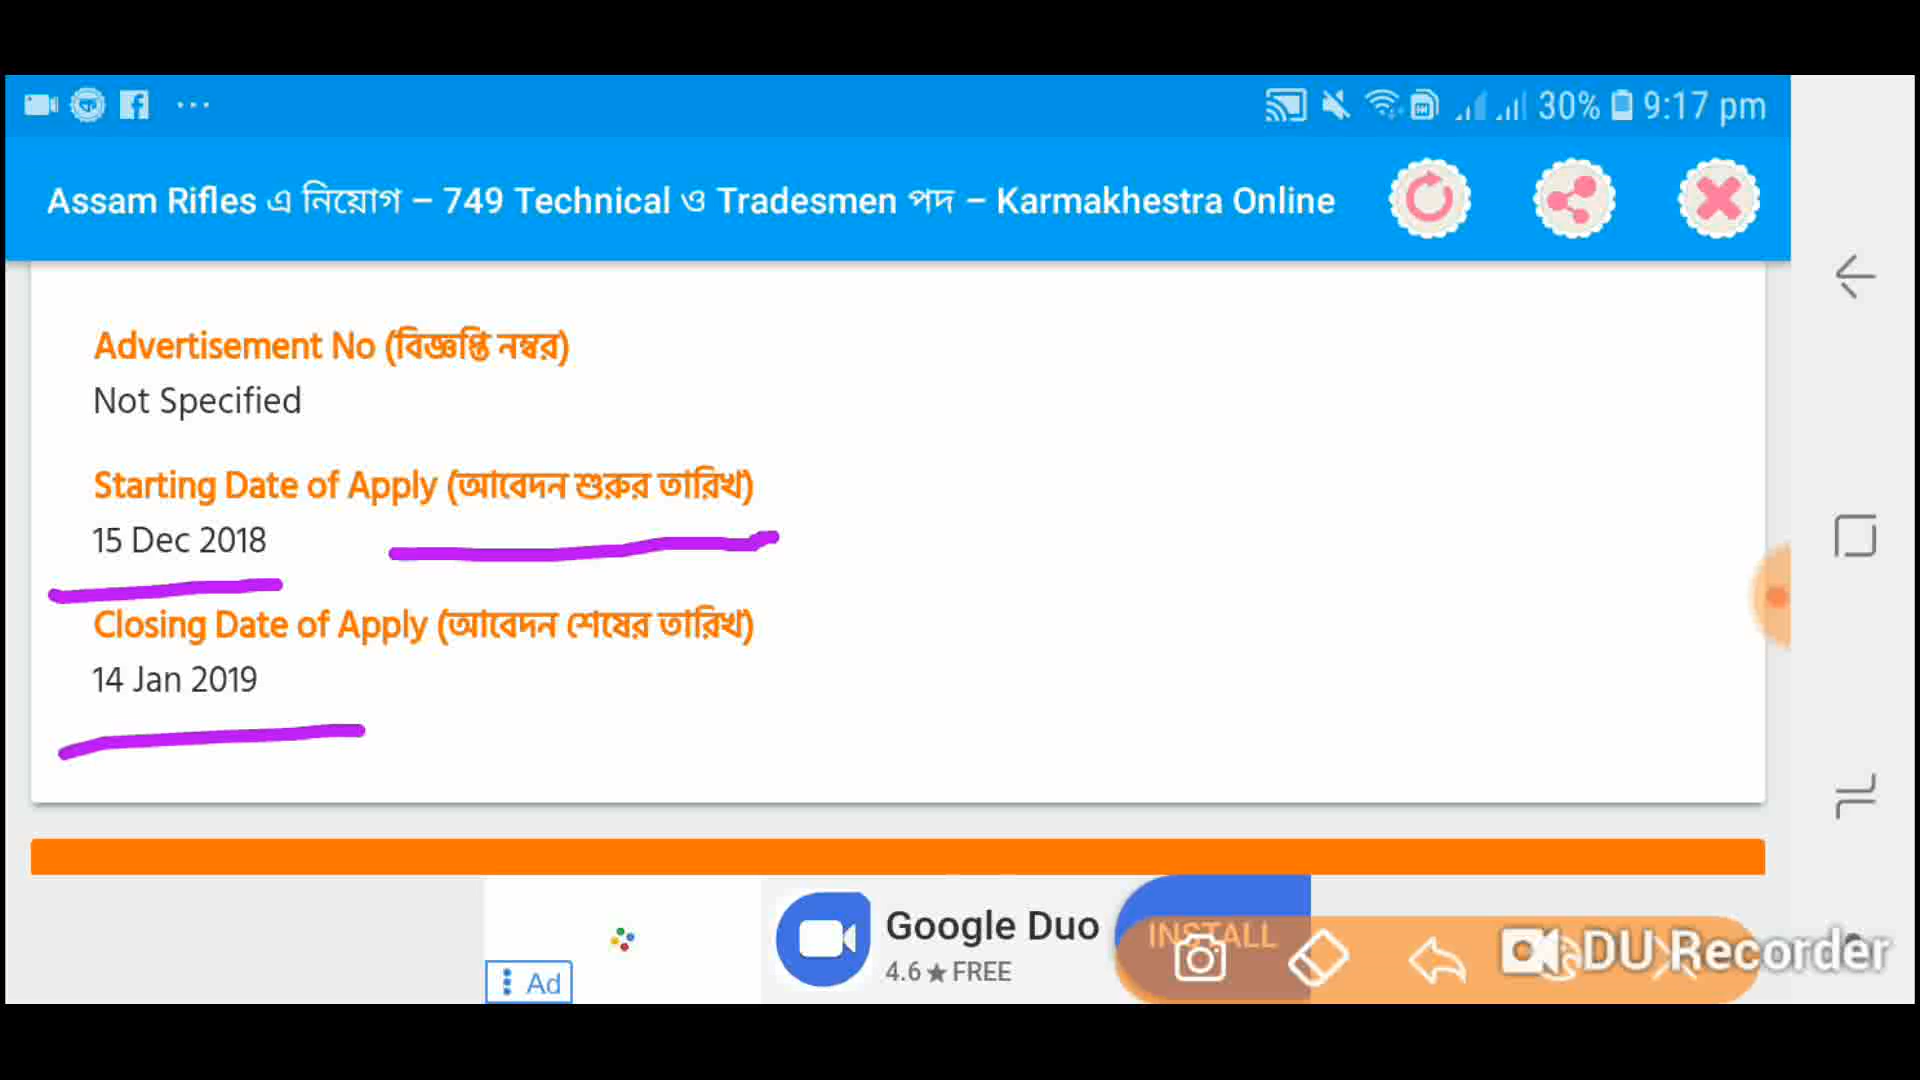 30% 9:17 pm
Assam Rifles এ নিয়োগ – 749 Technical ও Tradesmen পদ – Karmakhestra Online
Advertisement No (বিজ্ঞপ্তি নম্বর)
Not Specified
Starting Date of Apply (আবেদন শুরুর তারিখ)
15 Dec 2018
Closing Date of Apply (আবেদন শেষের তারিখ)
14 Jan 2019
Google Duo
4.6 ★ FREE
INSTALL
Ad
DU Recorder